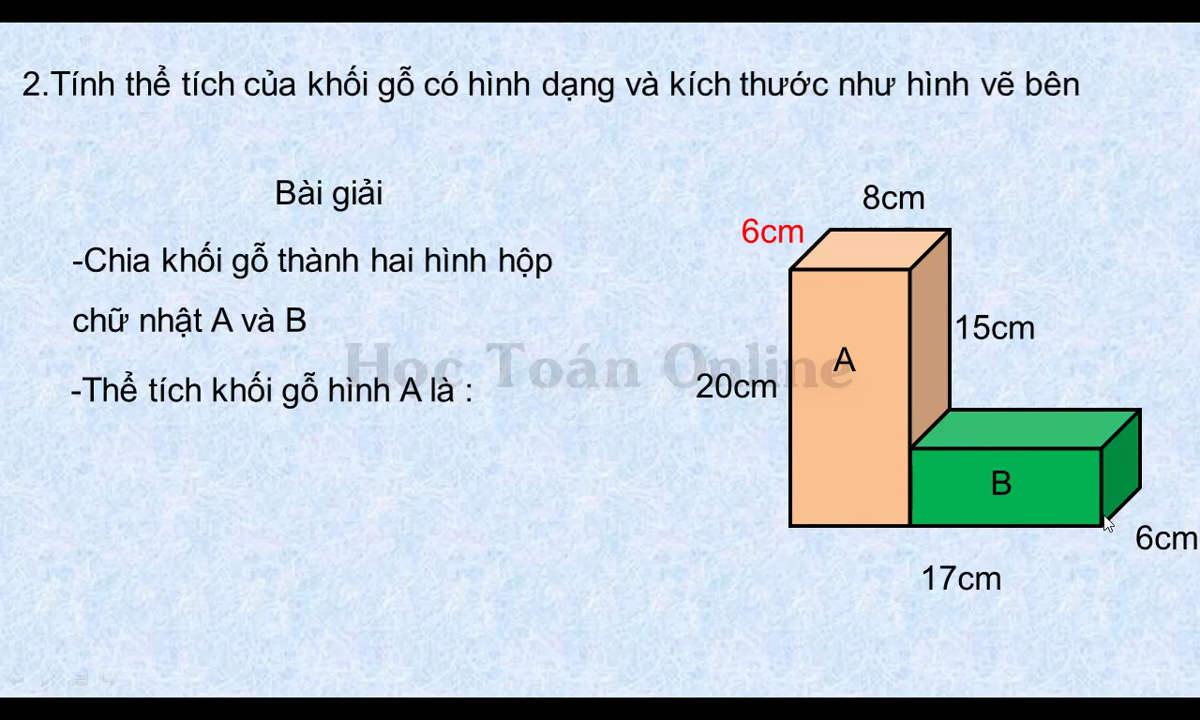 2.Tính thể tích của khối gỗ có hình dạng và kích thước như hình vẽ bên
Bài giải
-Chia khối gỗ thành hai hình hộp
chữ nhật A và B
-Thể tích khối gỗ hình A là :
Học Toán Online
8cm
6cm
15cm
A
20cm
B
6cm
17cm